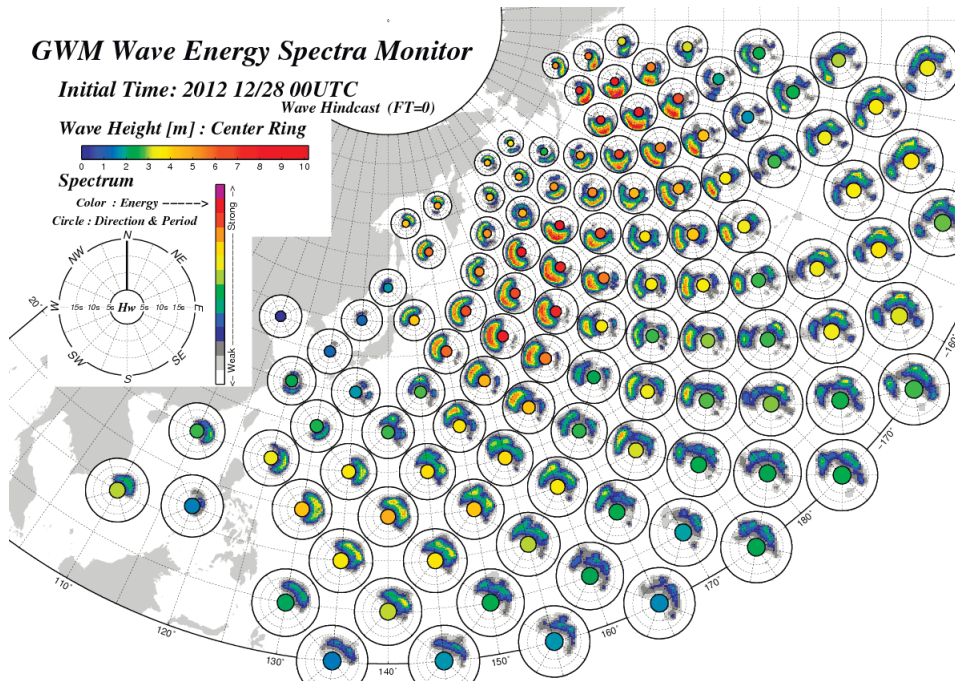 GWM Wave Energy Spectra Monitor
Initial Time: 2012 12/28 00UTC
Wave Hindcast (FT=0)
Wave Height [m] : Center Ring
0 1 2 3 4 5 6 7 8 9 10
Spectrum
Color : Energy ------>
Circle : Direction & Period
<-- Weak ---------- Strong -->
N
NW NE
W 15s 10s 5s Hw 5s 10s 15s E
SW SE
S
20°
110°
120°
130°
140°
150°
160°
170°
180°
-170°
-160°